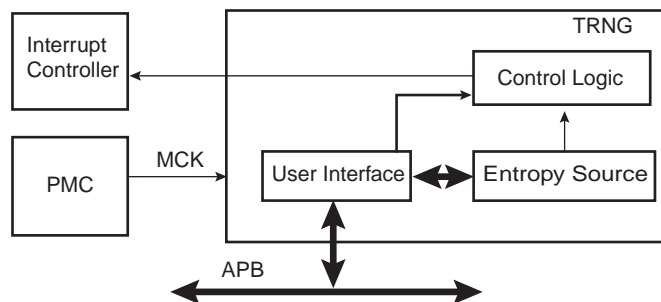 TRNG
Interrupt
Controller
Control Logic
MCK
PMC
User Interface
Entropy Source
APB